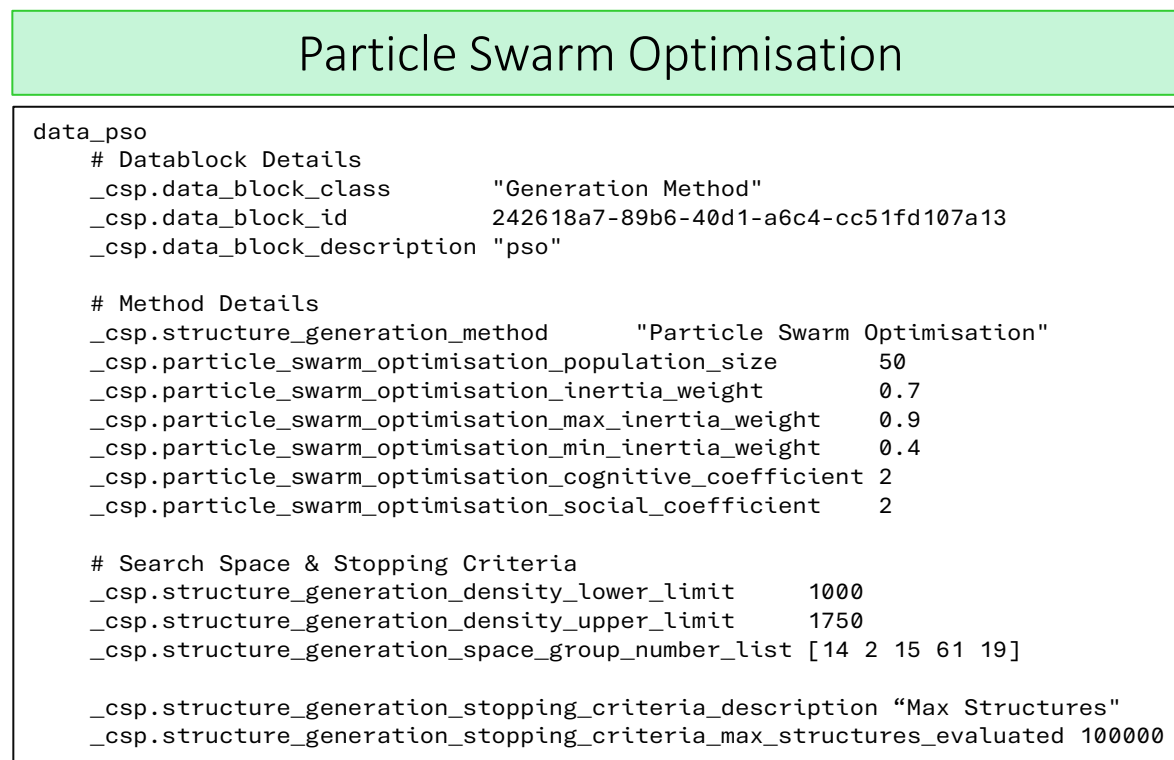 Particle Swarm Optimisation
data_pso
# Datablock Details
_csp.data_block_class "Generation Method"
_csp.data_block_id 242618a7-89b6-40d1-a6c4-cc51fd107a13
_csp.data_block_description "pso"
# Method Details
_csp.structure_generation_method "Particle Swarm Optimisation"
_csp.particle_swarm_optimisation_population_size 50
_csp.particle_swarm_optimisation_inertia_weight 0.7
_csp.particle_swarm_optimisation_max_inertia_weight 0.9
_csp.particle_swarm_optimisation_min_inertia_weight 0.4
_csp.particle_swarm_optimisation_cognitive_coefficient 2
_csp.particle_swarm_optimisation_social_coefficient 2
# Search Space & Stopping Criteria
_csp.structure_generation_density_lower_limit 1000
_csp.structure_generation_density_upper_limit 1750
_csp.structure_generation_space_group_number_list [14 2 15 61 19]
_csp.structure_generation_stopping_criteria_description “Max Structures"
_csp.structure_generation_stopping_criteria_max_structures_evaluated 100000